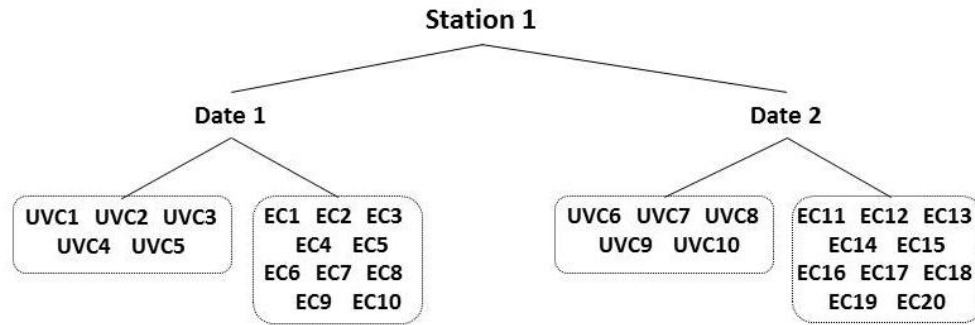 Station 1
Date 1
Date 2
UVC1 UVC2 UVC3
UVC4 UVC5
EC1 EC2 EC3
EC4 EC5
EC6 EC7 EC8
EC9 EC10
UVC6 UVC7 UVC8
UVC9 UVC10
EC11 EC12 EC13
EC14 EC15
EC16 EC17 EC18
EC19 EC20